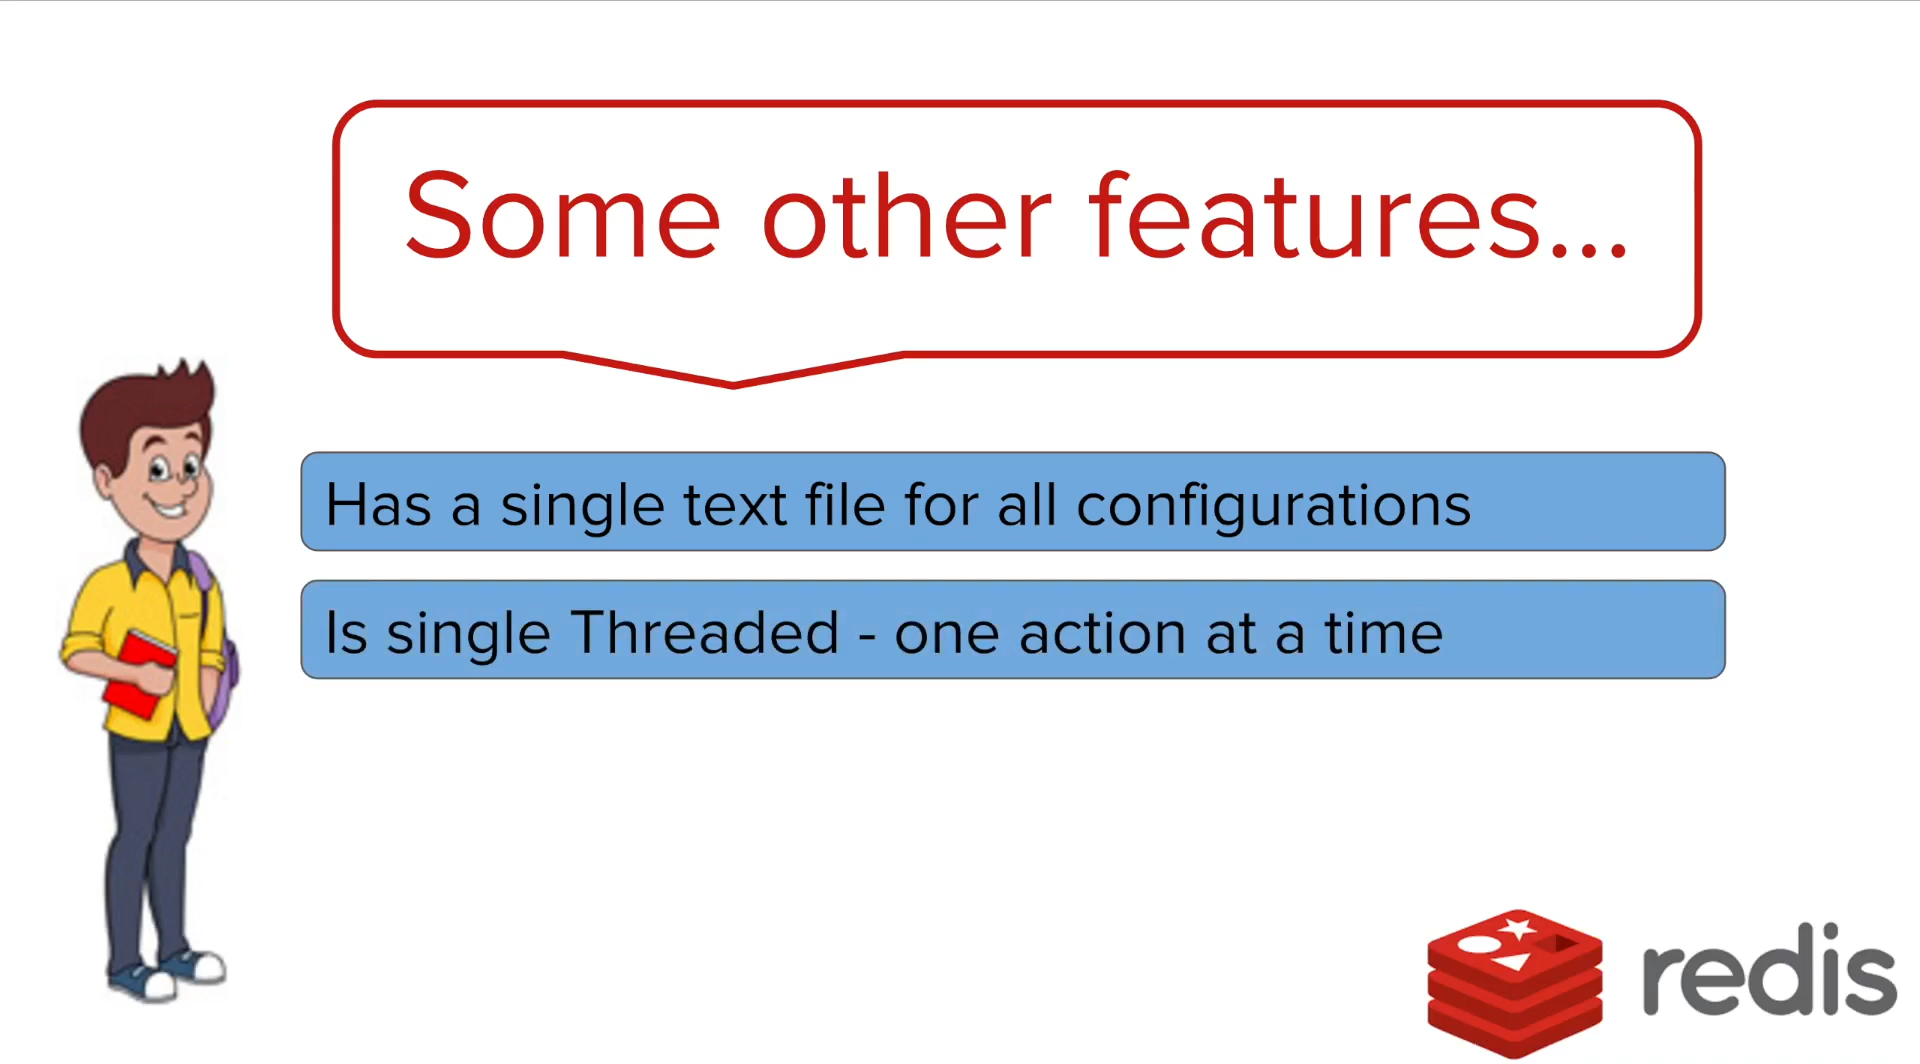 Some other features...
Has a single text file for all configurations
Is single Threaded - one action at a time
redis